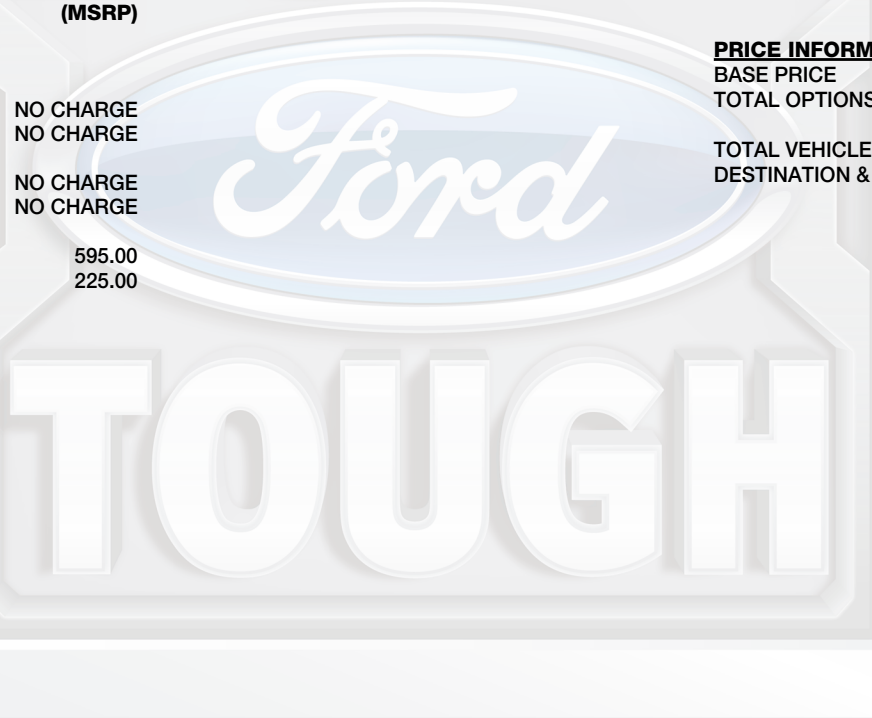 (MSRP)
NO CHARGE
NO CHARGE
NO CHARGE
NO CHARGE
595.00
225.00
PRICE INFORM
BASE PRICE
TOTAL OPTIONS
TOTAL VEHICLE
DESTINATION &
Ford
TOUGH